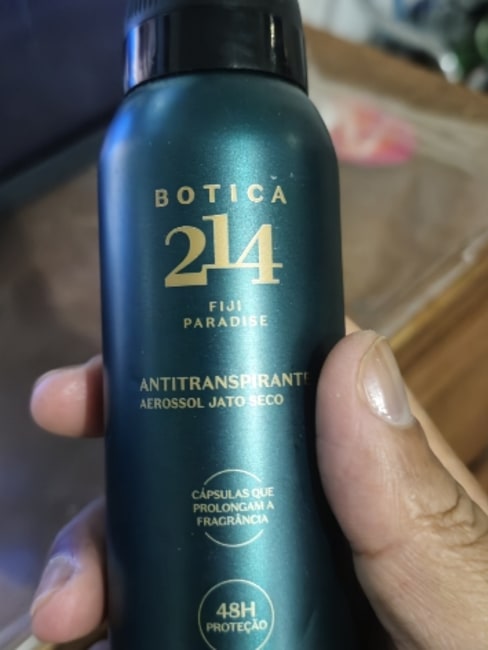 BOTICA
214
FIJI
PARADISE
ANTITRANSPIRANTE
AEROSSOL JATO SECO
CÁPSULAS QUE
PROLONGAM A
FRAGRÂNCIA
48H
PROTEÇÃO